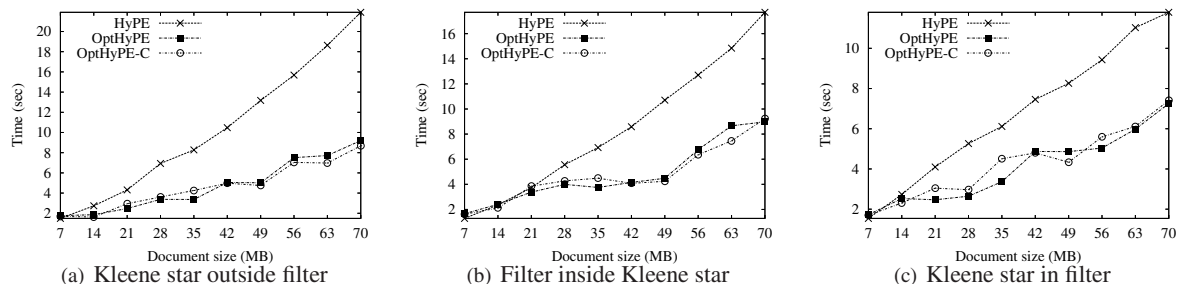 HyPE
OptHyPE
OptHyPE-C
Time (sec)
20
18
16
14
12
10
8
6
4
2
7 14 21 28 35 42 49 56 63 70
Document size (MB)
(a) Kleene star outside filter
HyPE
OptHyPE
OptHyPE-C
Time (sec)
16
14
12
10
8
6
4
2
7 14 21 28 35 42 49 56 63 70
Document size (MB)
(b) Filter inside Kleene star
HyPE
OptHyPE
OptHyPE-C
Time (sec)
10
8
6
4
2
7 14 21 28 35 42 49 56 63 70
Document size (MB)
(c) Kleene star in filter